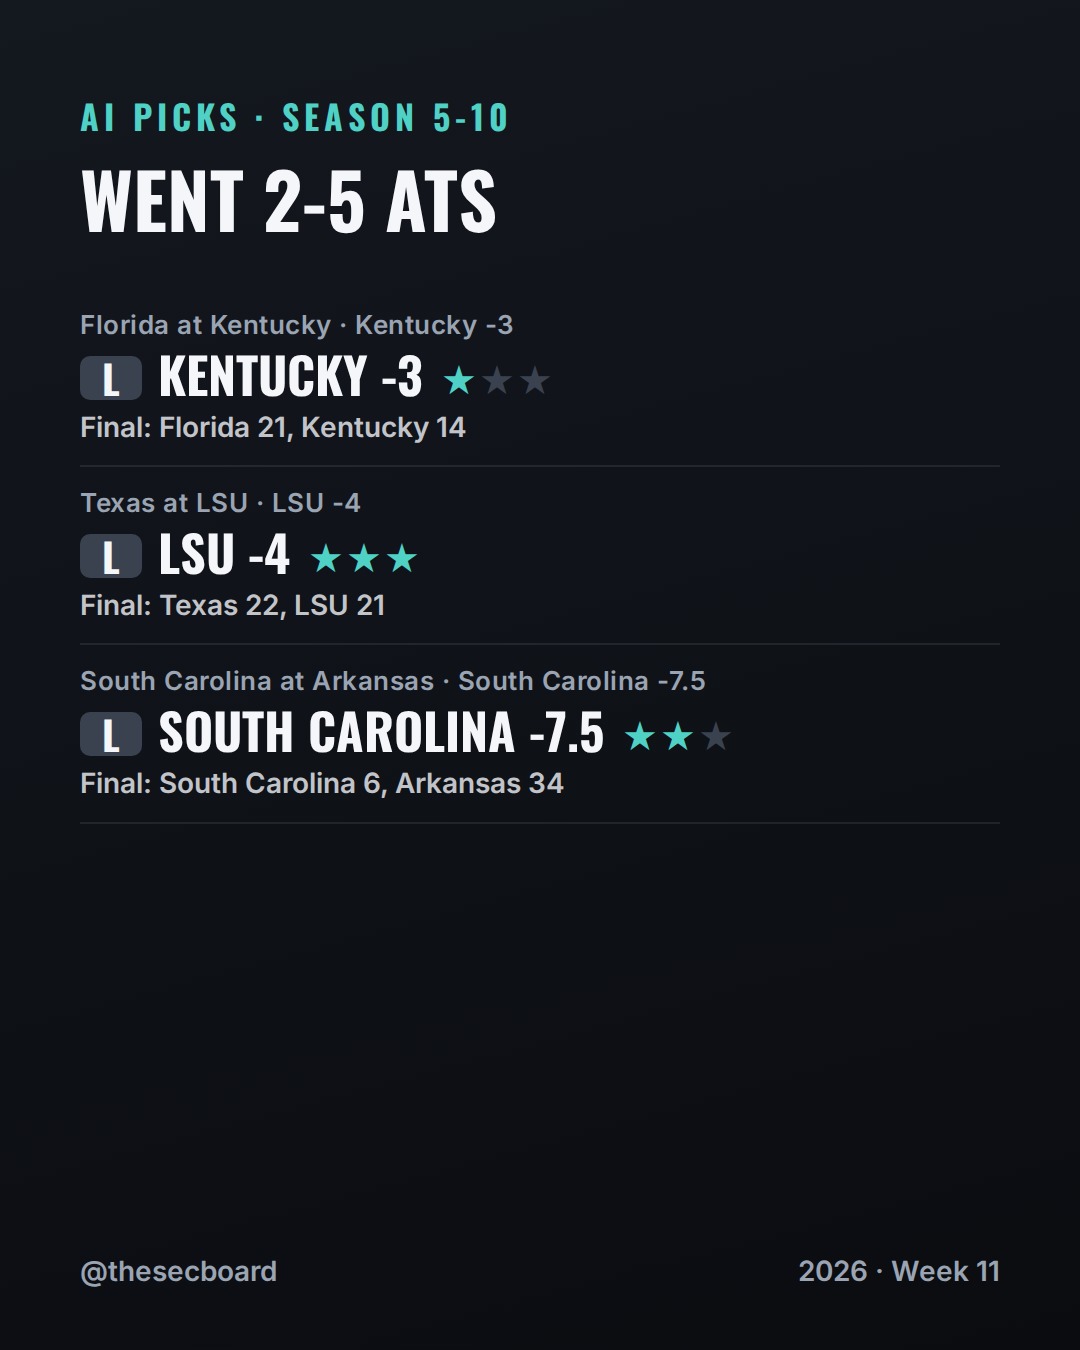 AI PICKS · SEASON 5-10
WENT 2-5 ATS
Florida at Kentucky · Kentucky -3
L KENTUCKY -3 ★★★
Final: Florida 21, Kentucky 14
Texas at LSU · LSU -4
L LSU -4 ★★★
Final: Texas 22, LSU 21
South Carolina at Arkansas · South Carolina -7.5
L SOUTH CAROLINA -7.5 ★★★
Final: South Carolina 6, Arkansas 34
@thesecboard
2026 · Week 11